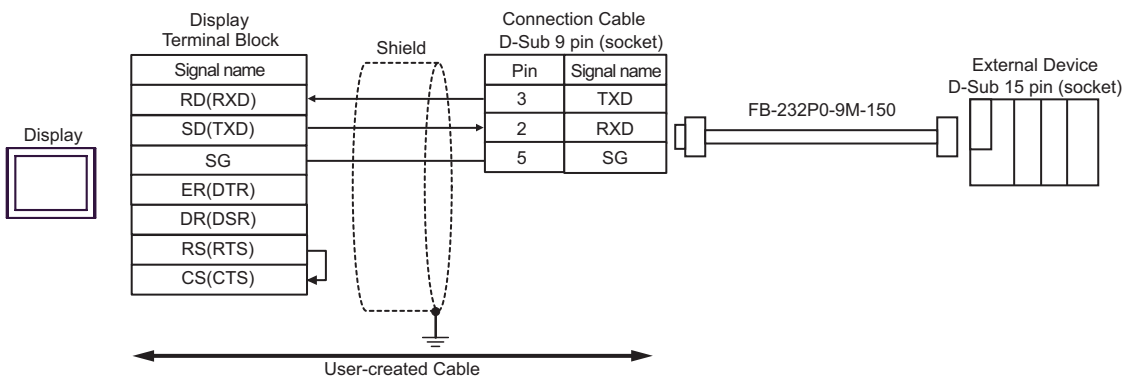 Display
Terminal Block
Shield
Connection Cable
D-Sub 9 pin (socket)
External Device
D-Sub 15 pin (socket)
Signal name
RD(RXD)
SD(TXD)
SG
ER(DTR)
DR(DSR)
RS(RTS)
CS(CTS)
Pin Signal name
3 TXD
2 RXD
5 SG
FB-232P0-9M-150
Display
User-created Cable